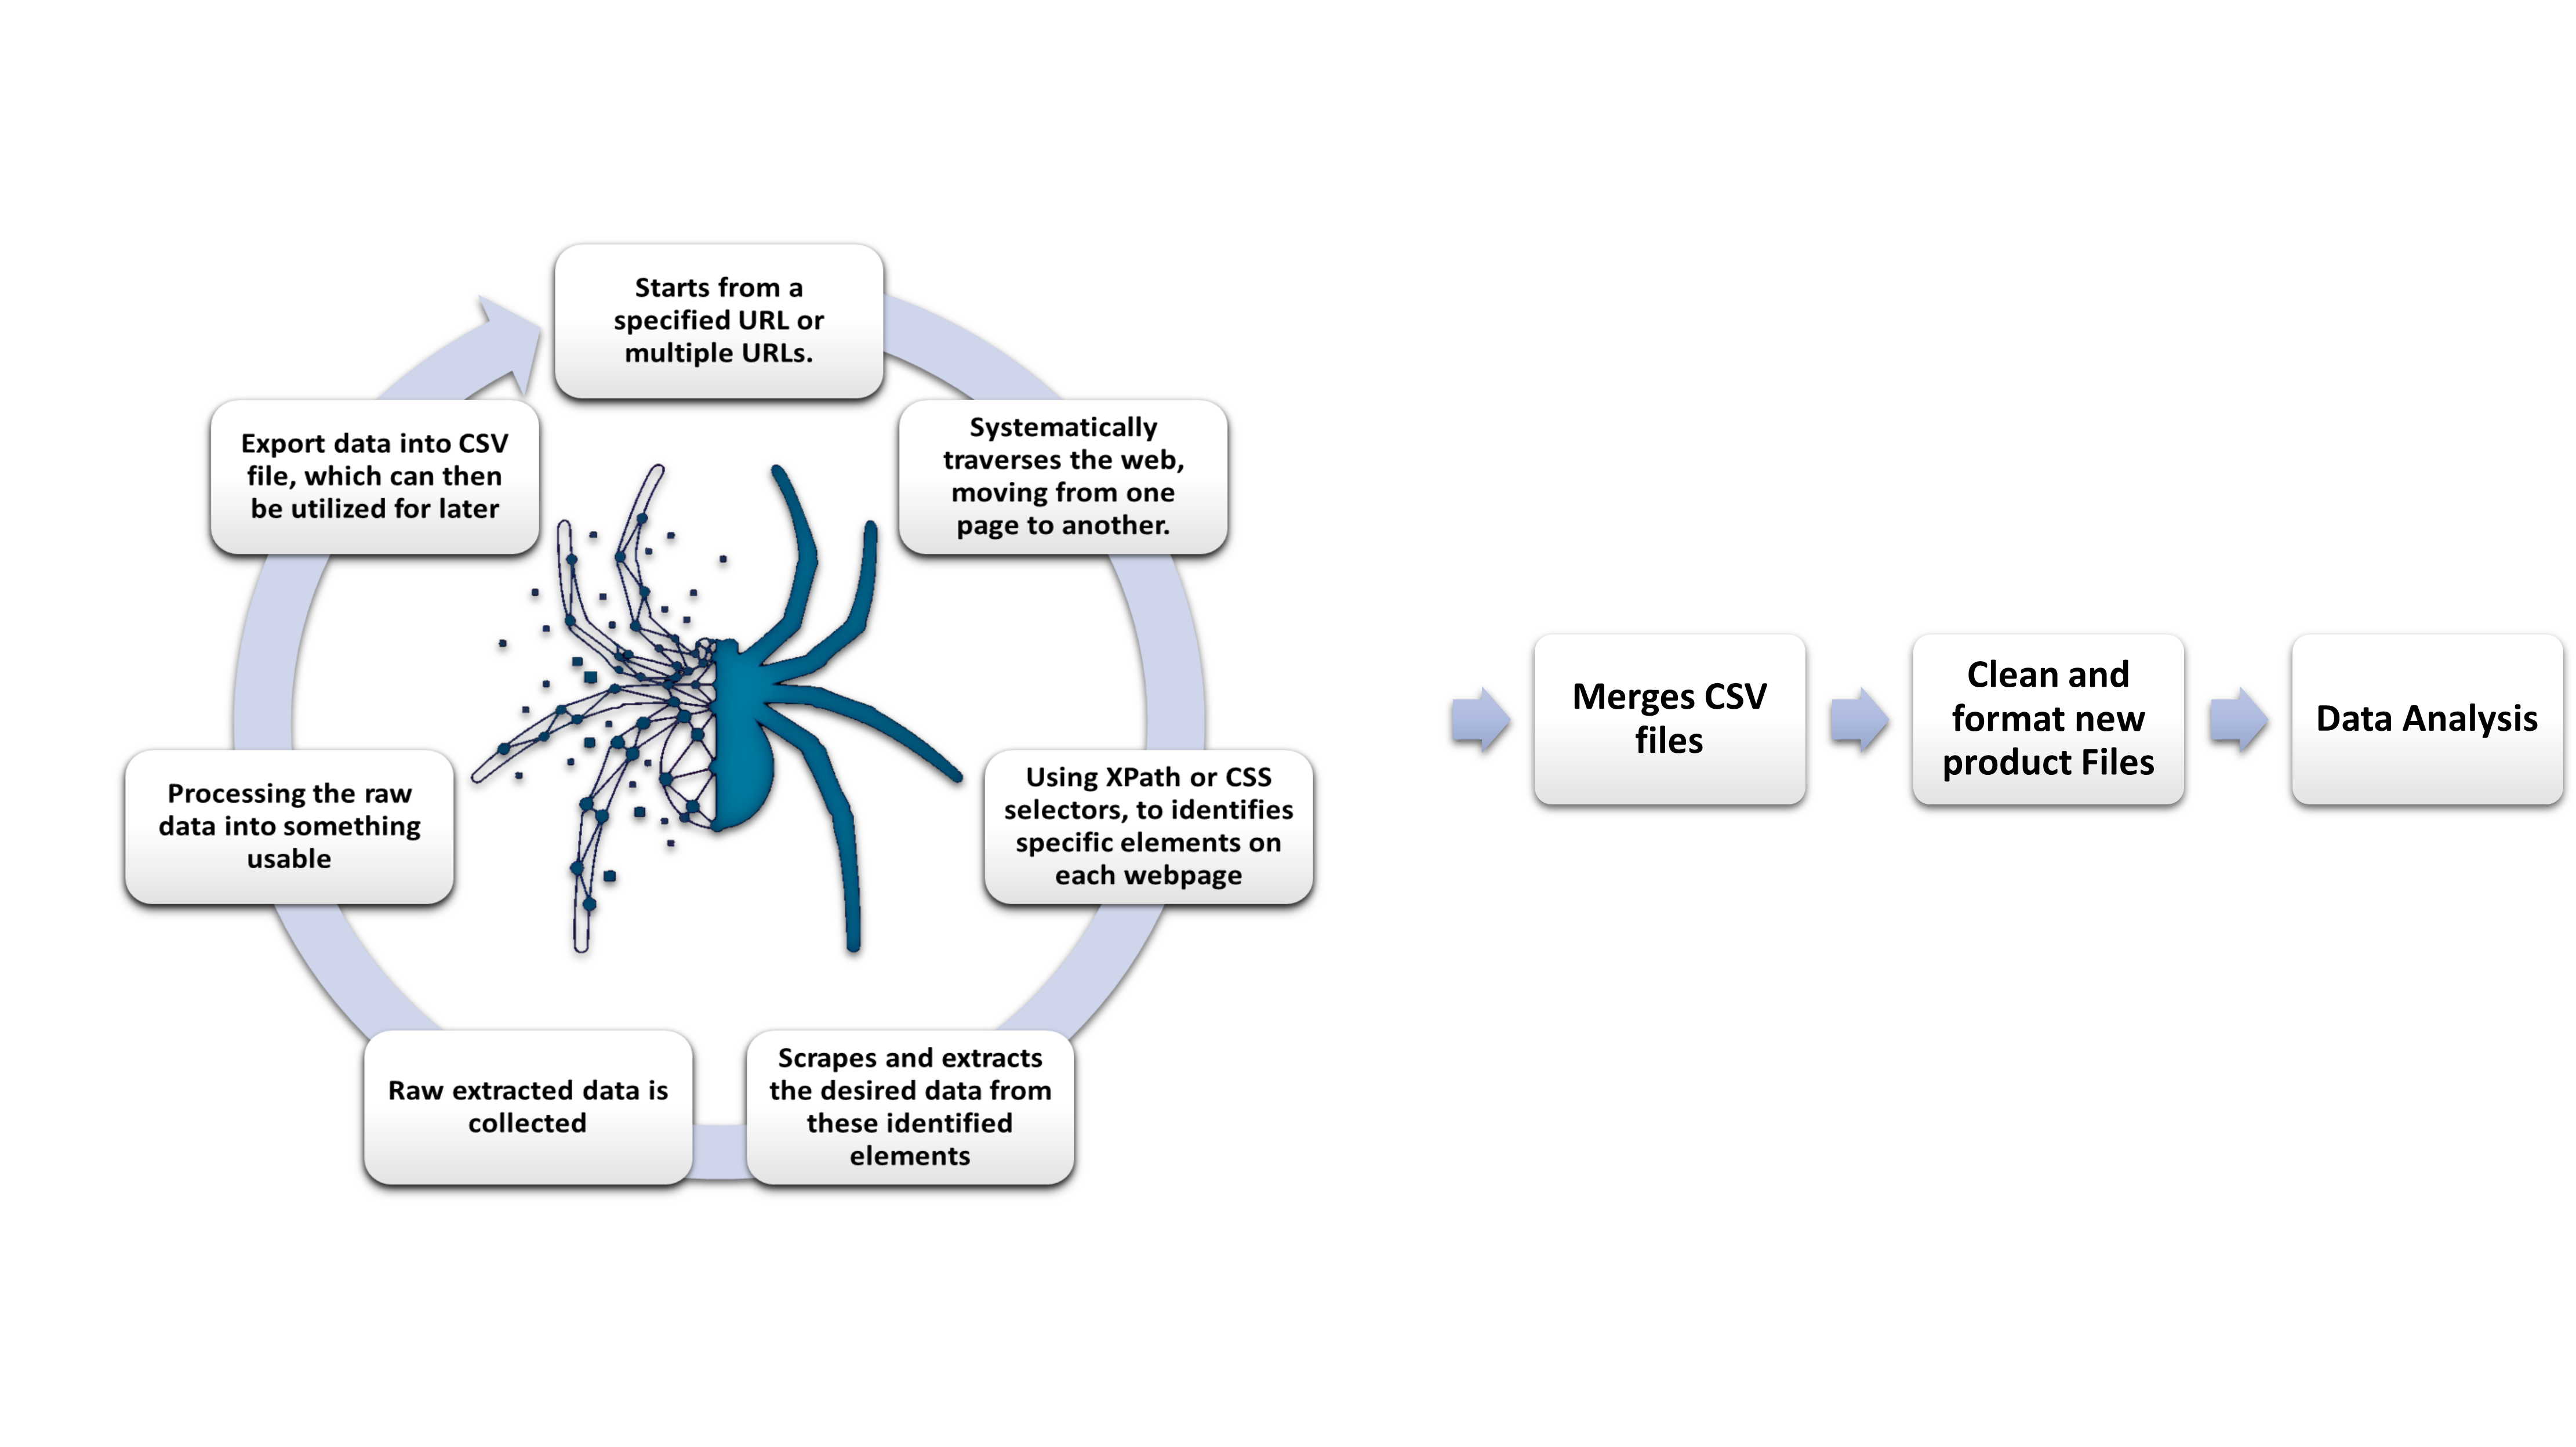 Starts from a
specified URL or
multiple URLs.
Systematically
traverses the web,
moving from one
page to another.
Using XPath or CSS
selectors, to identifies
specific elements on
each webpage
Scrapes and extracts
the desired data from
these identified
elements
Raw extracted data is
collected
Processing the raw
data into something
usable
Export data into CSV
file, which can then
be utilized for later
Merges CSV
files
Clean and
format new
product Files
Data Analysis